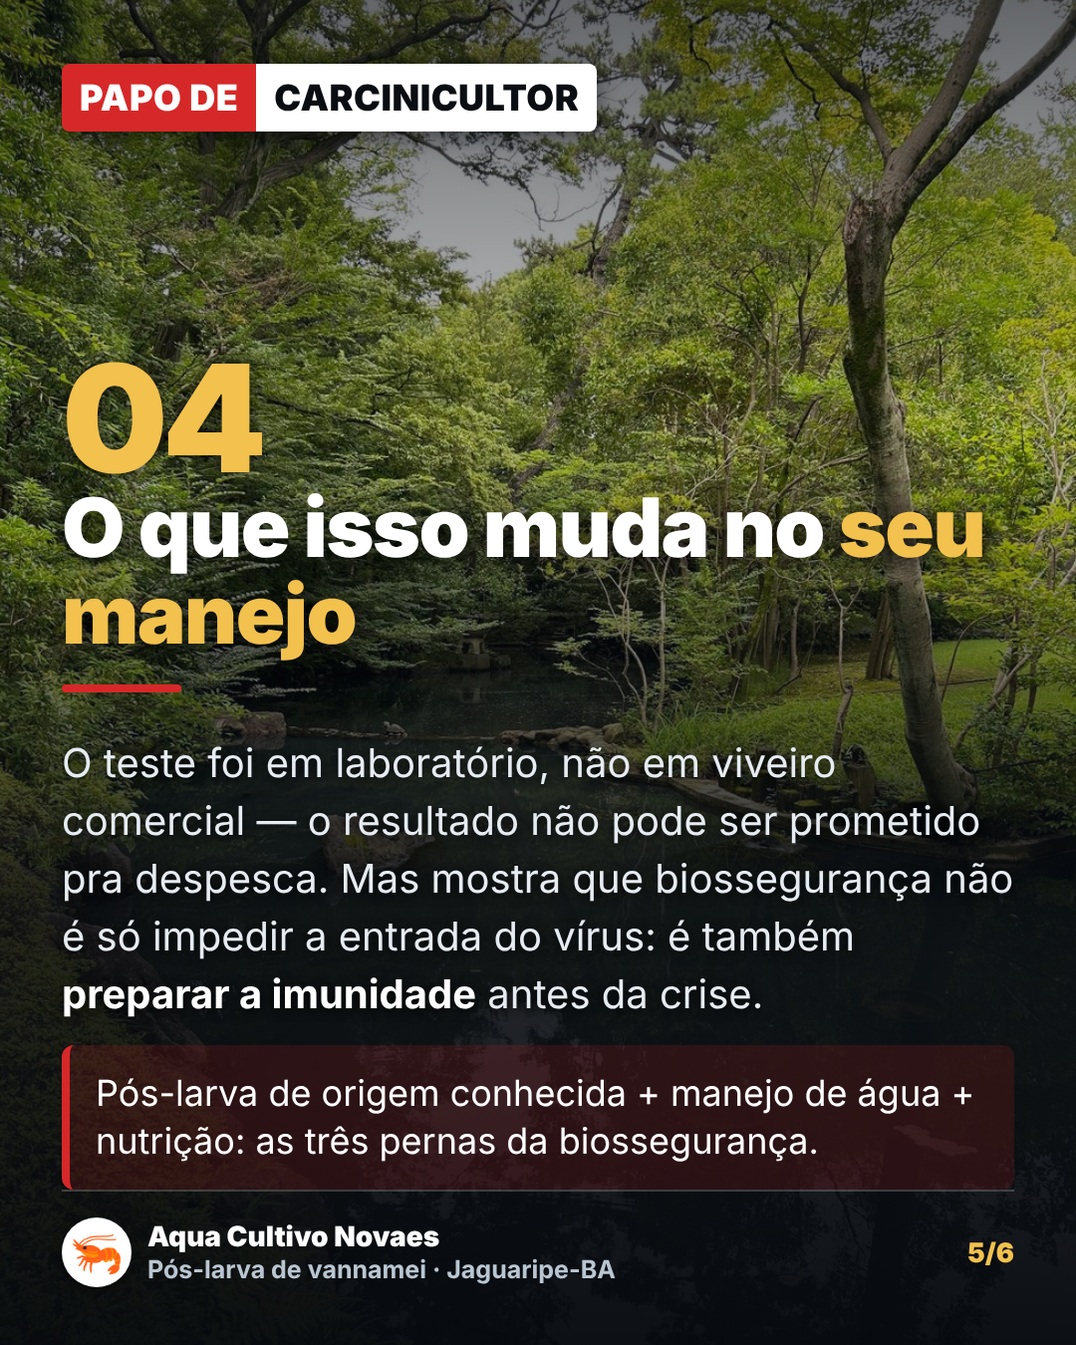 PAPO DE CARCINICULTOR
04
O que isso muda no seu
manejo
O teste foi em laboratório, não em viveiro
comercial — o resultado não pode ser prometido
pra despesca. Mas mostra que biossegurança não
é só impedir a entrada do vírus: é também
preparar a imunidade antes da crise.
Pós-larva de origem conhecida + manejo de água +
nutrição: as três pernas da biossegurança.
Aqua Cultivo Novaes
Pós-larva de vannamei · Jaguaripe-BA
5/6